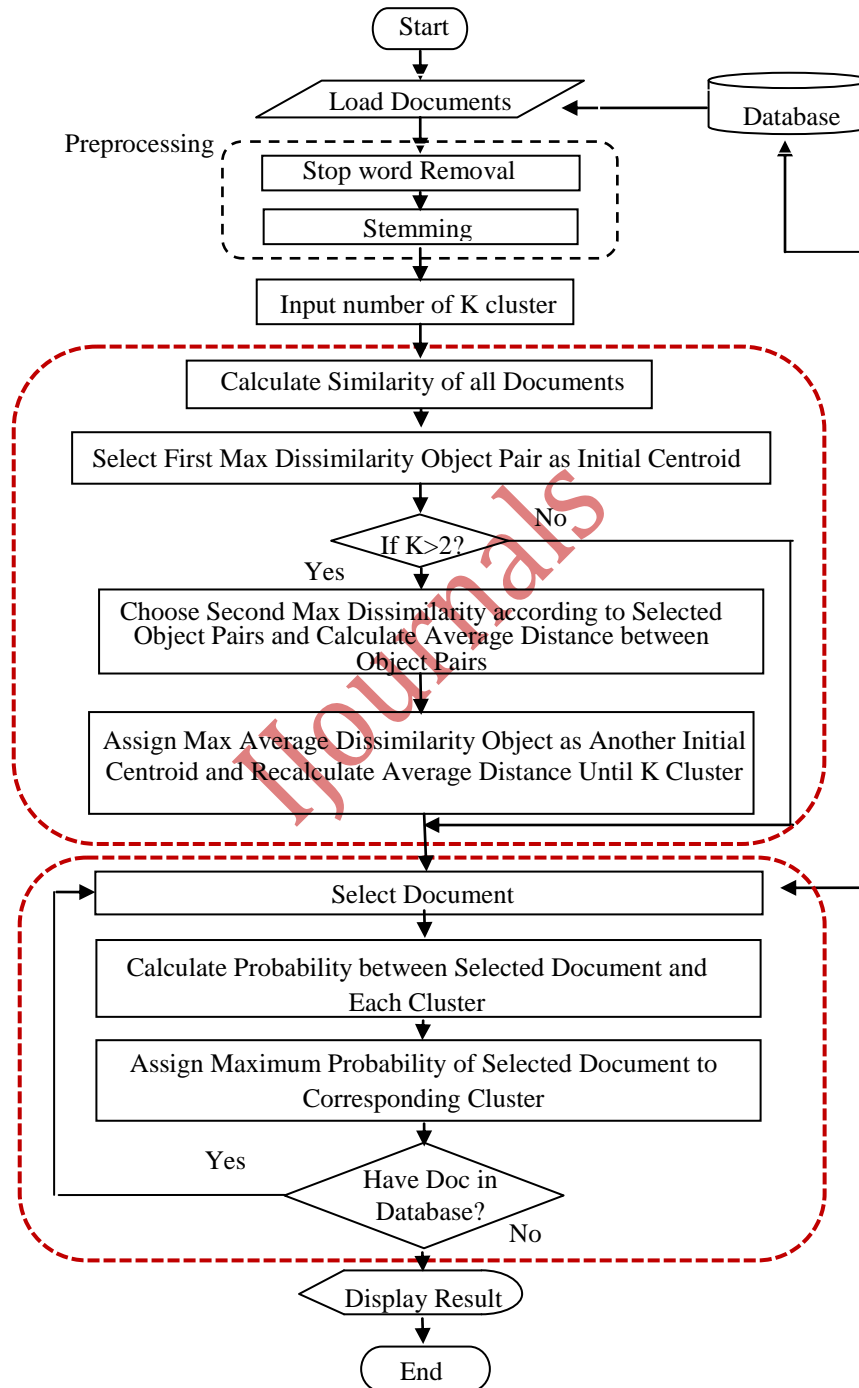 Start
Load Documents
Database
Preprocessing
Stop word Removal
Stemming
Input number of K cluster
Calculate Similarity of all Documents
Select First Max Dissimilarity Object Pair as Initial Centroid
No
If K>2?
Yes
Choose Second Max Dissimilarity according to Selected
Object Pairs and Calculate Average Distance between
Object Pairs
IJournals
Assign Max Average Dissimilarity Object as Another Initial
Centroid and Recalculate Average Distance Until K Cluster
Select Document
Calculate Probability between Selected Document and
Each Cluster
Assign Maximum Probability of Selected Document to
Corresponding Cluster
Yes
Have Doc in
Database?
No
Display Result
End